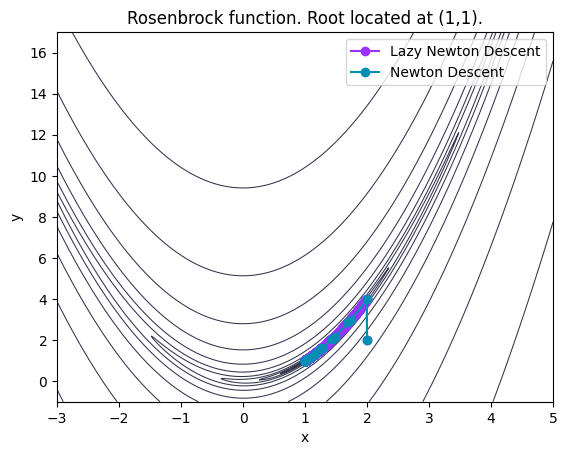 Rosenbrock function. Root located at (1,1).
Lazy Newton Descent
Newton Descent
16
14
12
10
8
6
4
2
0
y
−3 −2 −1 0 1 2 3 4 5
x